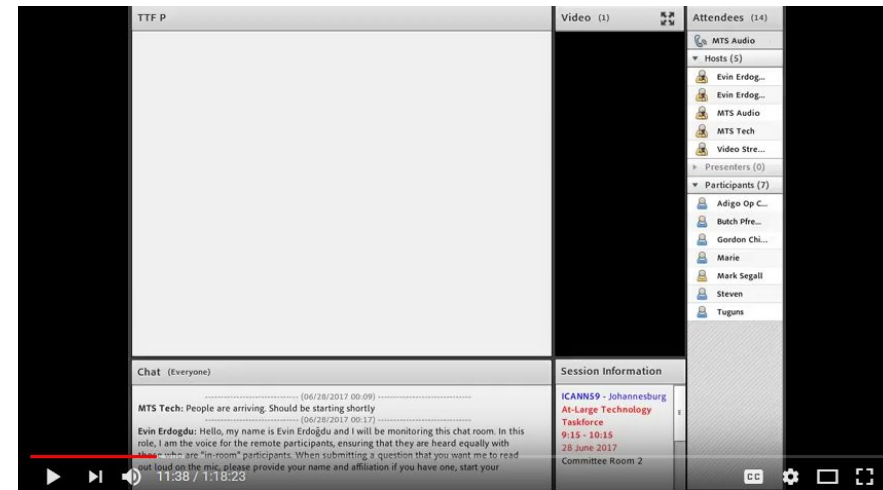 TTF P
Video (1)
Attendees (14)
MTS Audio
Hosts (5)
Evin Erdog...
Evin Erdog...
MTS Audio
MTS Tech
Video Stre...
Presenters (0)
Participants (7)
Adigo Op C...
Butch Pfre...
Gordon Chi...
Marie
Mark Segall
Steven
Tuguns
Chat (Everyone)
(06/28/2017 00:09)
MTS Tech: People are arriving. Should be starting shortly
(06/28/2017 00:17)
Evin Erdogdu: Hello, my name is Evin Erdoğdu and I will be monitoring this chat room. In this
role, I am the voice for the remote participants, ensuring that they are heard equally with
those who are "in-room" participants. When submitting a question that you want me to read
out loud on the mic, please provide your name and affiliation if you have one, start your
Session Information
ICANN59 - Johannesburg
At-Large Technology
Taskforce
9:15 - 10:15
28 June 2017
Committee Room 2
11:38 / 1:18:23
CC